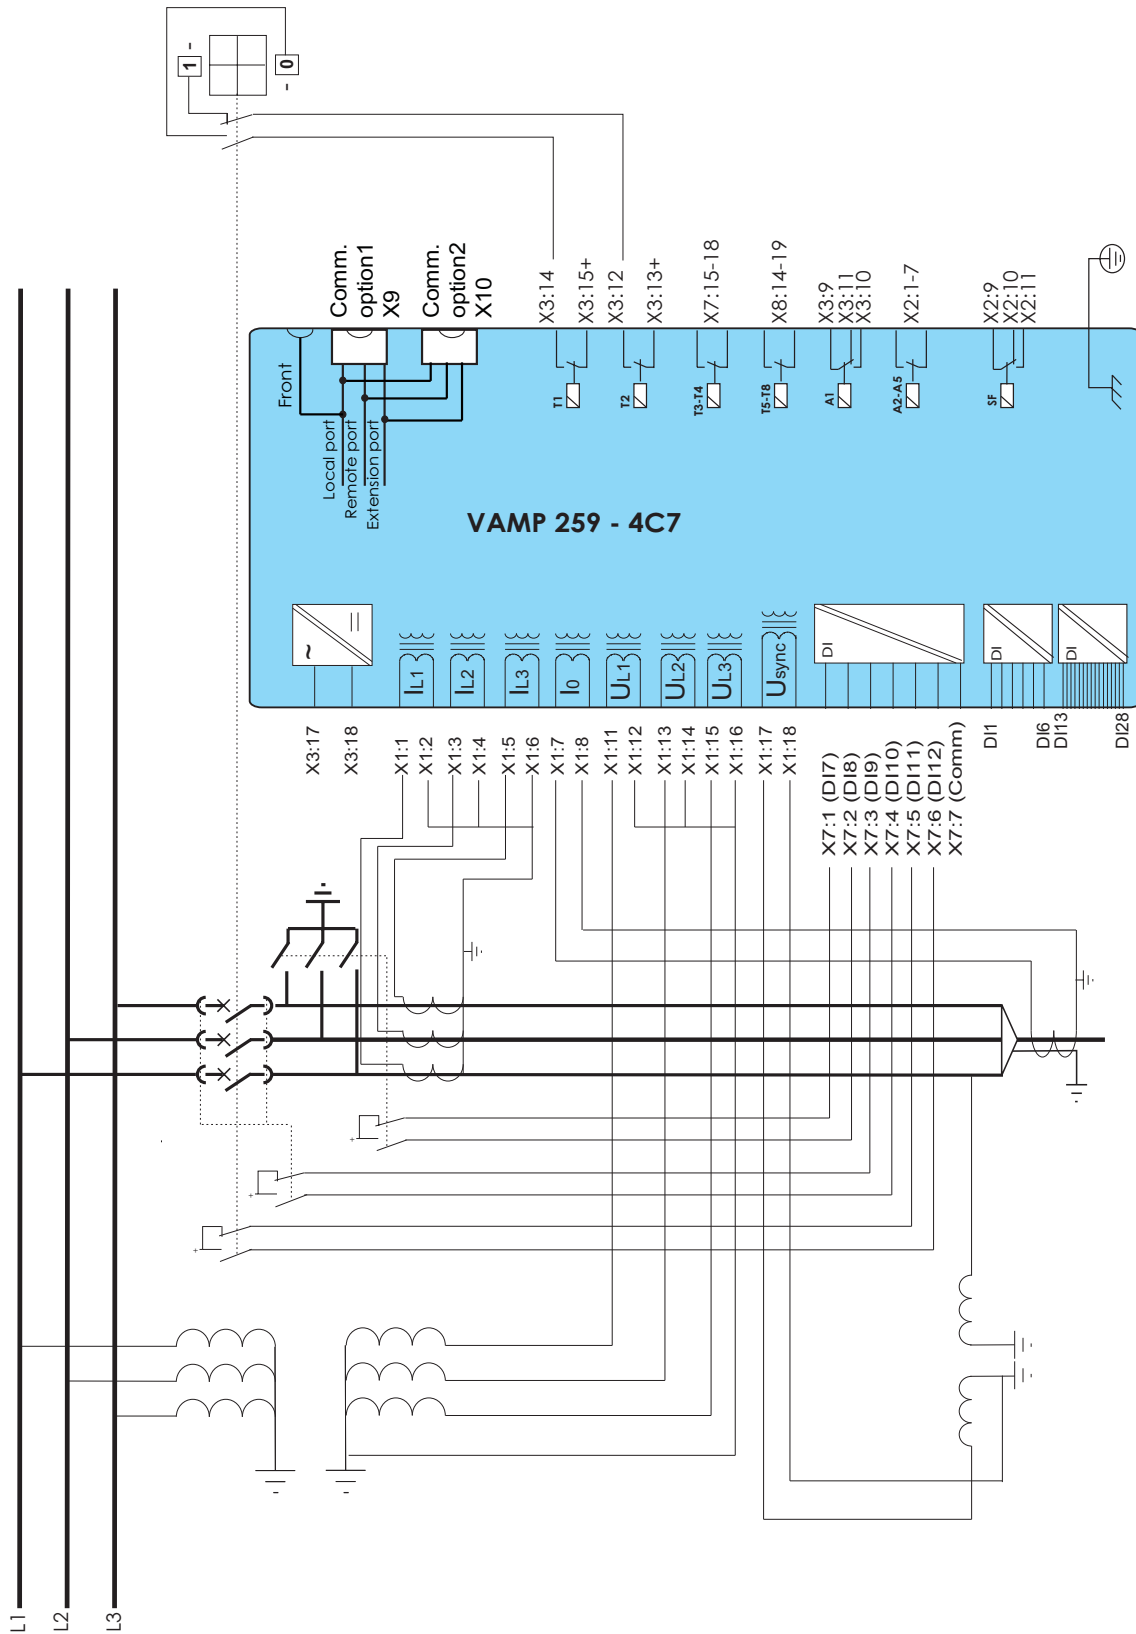 L1
L2
L3
1
-
0
-
Comm.
option1
X9
Comm.
option2
X10
Front
Local port
Remote port
Extension port
VAMP 259 - 4C7
X3:14
X3:15+
X3:12
X3:13+
X7:15-18
X8:14-19
X3:9
X3:11
X3:10
X2:1-7
X2:9
X2:10
X2:11
T1
T2
T3-T4
T5-T8
A1
A2-A5
SF
~
IL1
IL2
IL3
I0
UL1
UL2
UL3
Usync
DI
DI
DI
X3:17
X3:18
X1:1
X1:2
X1:3
X1:4
X1:5
X1:6
X1:7
X1:8
X1:11
X1:12
X1:13
X1:14
X1:15
X1:16
X1:17
X1:18
X7:1 (DI7)
X7:2 (DI8)
X7:3 (DI9)
X7:4 (DI10)
X7:5 (DI11)
X7:6 (DI12)
X7:7 (Comm)
DI1
DI6
DI13
DI28
+
+
+